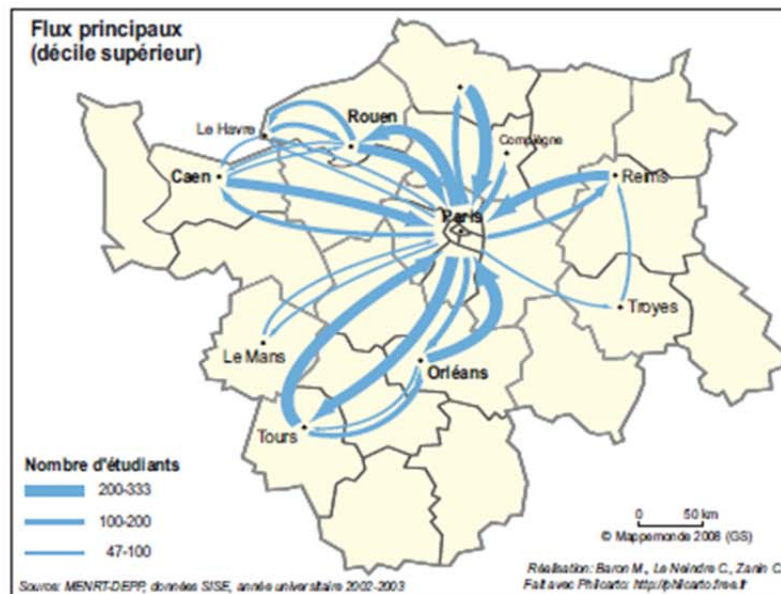 Flux principaux
(décile supérieur)
Le Havre
Rouen
Compiègne
Caen
Reims
Paris
Troyes
Le Mans
Orléans
Tours
Nombre d'étudiants
200-333
100-200
47-100
0 50 km
© Mappemonde 2008 (GS)
Réalisation: Baron M., Le Neindre C., Zanin C.
Source: MENRT-DEPP, données SISE, année universitaire 2002-2003
Fait avec Philcarto: http://philcarto.free.fr